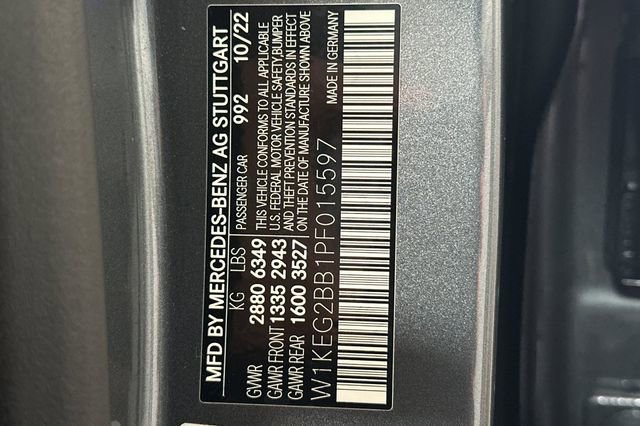 MFD BY MERCEDES-BENZ AG STUTTGART
KG LBS PASSENGER CAR 992 10/22
GVWR 2880 6349 THIS VEHICLE CONFORMS TO ALL APPLICABLE
GAWR FRONT 1335 2943 U.S. FEDERAL MOTOR VEHICLE SAFETY, BUMPER
GAWR REAR 1600 3527 AND THEFT PREVENTION STANDARDS IN EFFECT
ON THE DATE OF MANUFACTURE SHOWN ABOVE
W1KEG2BB1PF015597 MADE IN GERMANY